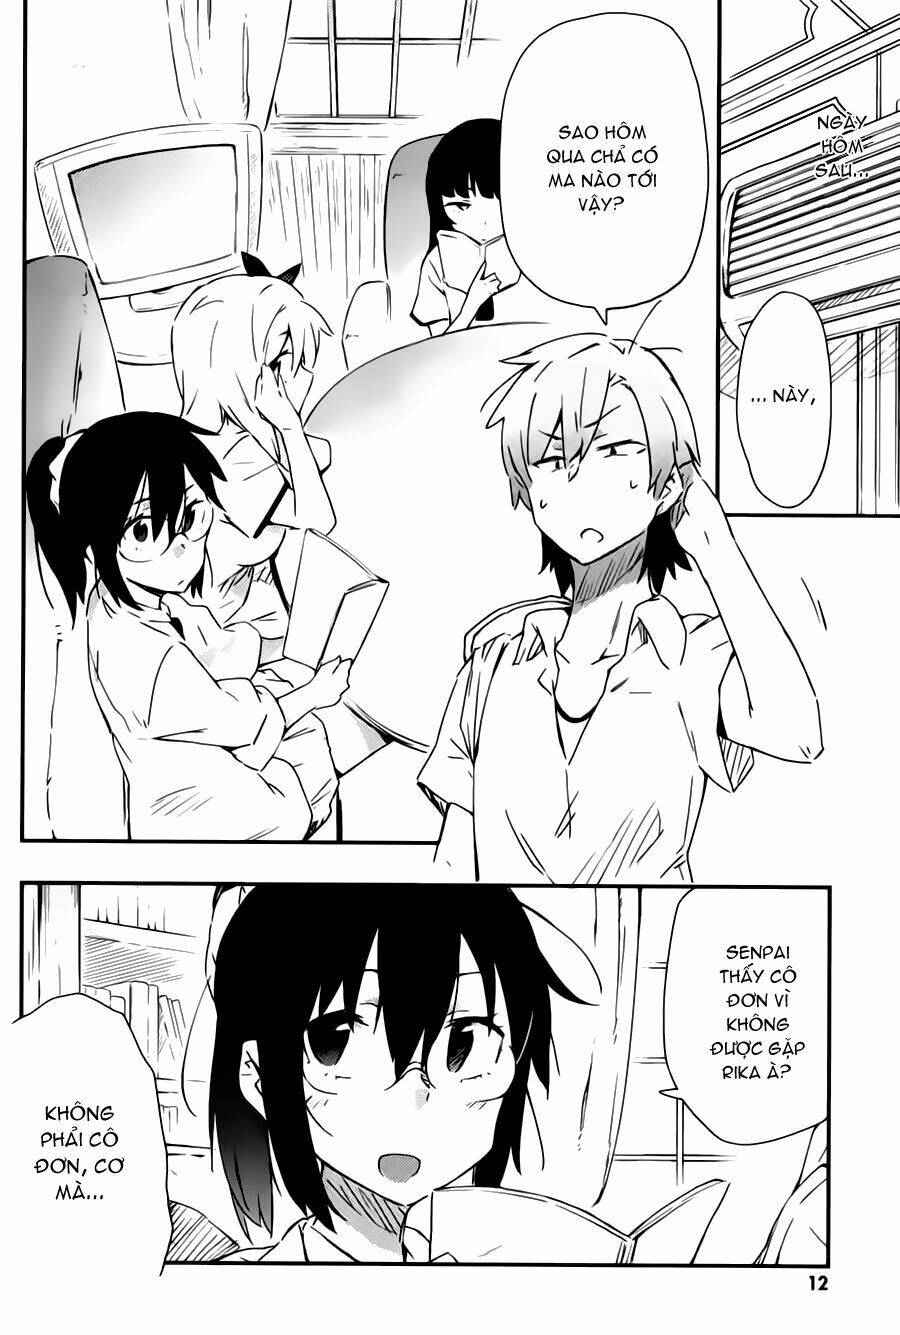 NGÀY
HÔM
SAU...
... NÀY,
SAO HÔM
QUA CHẢ CÓ
MA NÀO TỚI
VẬY?
SENPAI
THẤY CÔ
ĐƠN VÌ
KHÔNG
ĐƯỢC GẶP
RIKA À?
KHÔNG
PHẢI CÔ
ĐƠN, CƠ
MÀ...
12